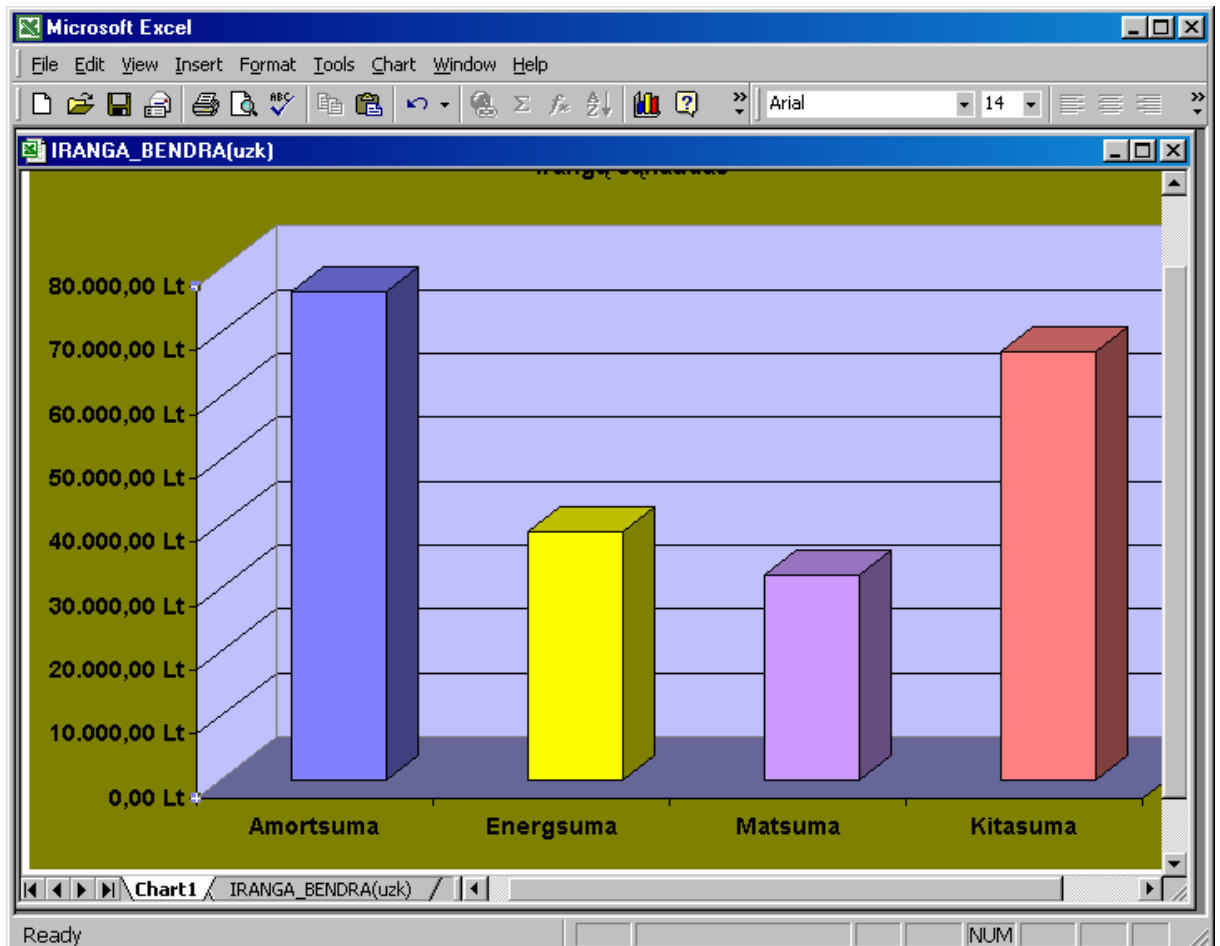 Microsoft Excel
File Edit View Insert Format Tools Chart Window Help
ABC Σ fx A Z ? » Arial 14 »
IRANGA_BENDRA(uzk)
80.000,00 Lt
70.000,00 Lt
60.000,00 Lt
50.000,00 Lt
40.000,00 Lt
30.000,00 Lt
20.000,00 Lt
10.000,00 Lt
0,00 Lt
Amortsuma Energsuma Matsuma Kitasuma
Chart1 IRANGA_BENDRA(uzk)
Ready NUM